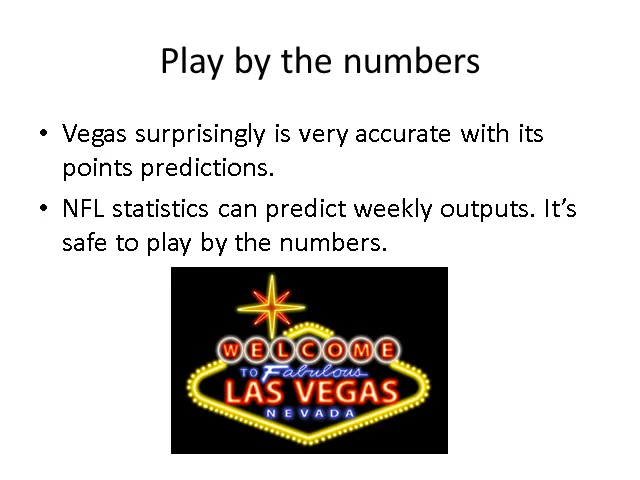 Play by the numbers
• Vegas surprisingly is very accurate with its
points predictions.
• NFL statistics can predict weekly outputs. It’s
safe to play by the numbers.
WELCOME
TO Fabulous
LAS VEGAS
NEVADA